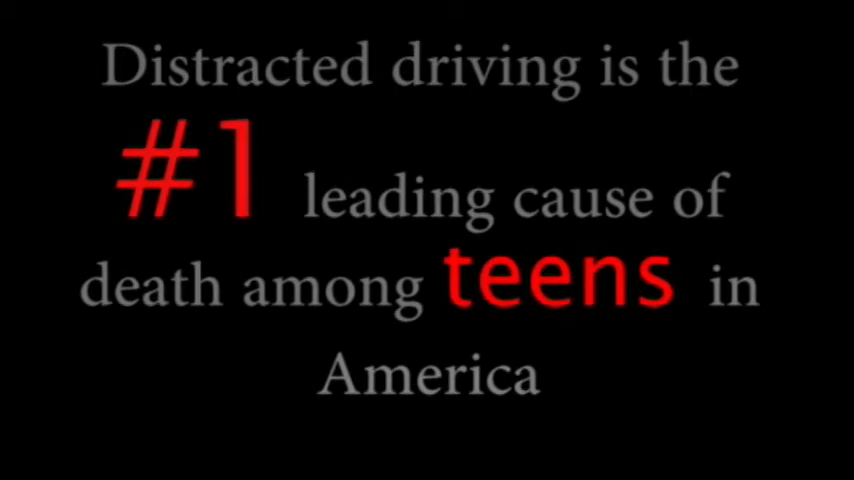 Distracted driving is the
#1 leading cause of
death among teens in
America